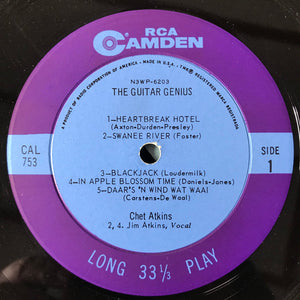 RCA
CAMDEN
A PRODUCT OF RADIO CORPORATION OF AMERICA • MADE IN U.S.A. • TMK(S) ® REGISTERED MARCA REGISTRADA
N3WP-6203
THE GUITAR GENIUS
1—HEARTBREAK HOTEL
(Axton-Durden-Presley)
2—SWANEE RIVER (Foster)
CAL
753
SIDE
1
3—BLACKJACK (Loudermilk)
4—IN APPLE BLOSSOM TIME (Daniels-Jones)
5—DAAR'S 'N WIND WAT WAAI
(Carstens-De Waal)
Chet Atkins
2, 4. Jim Atkins, Vocal
LONG 33⅓ PLAY